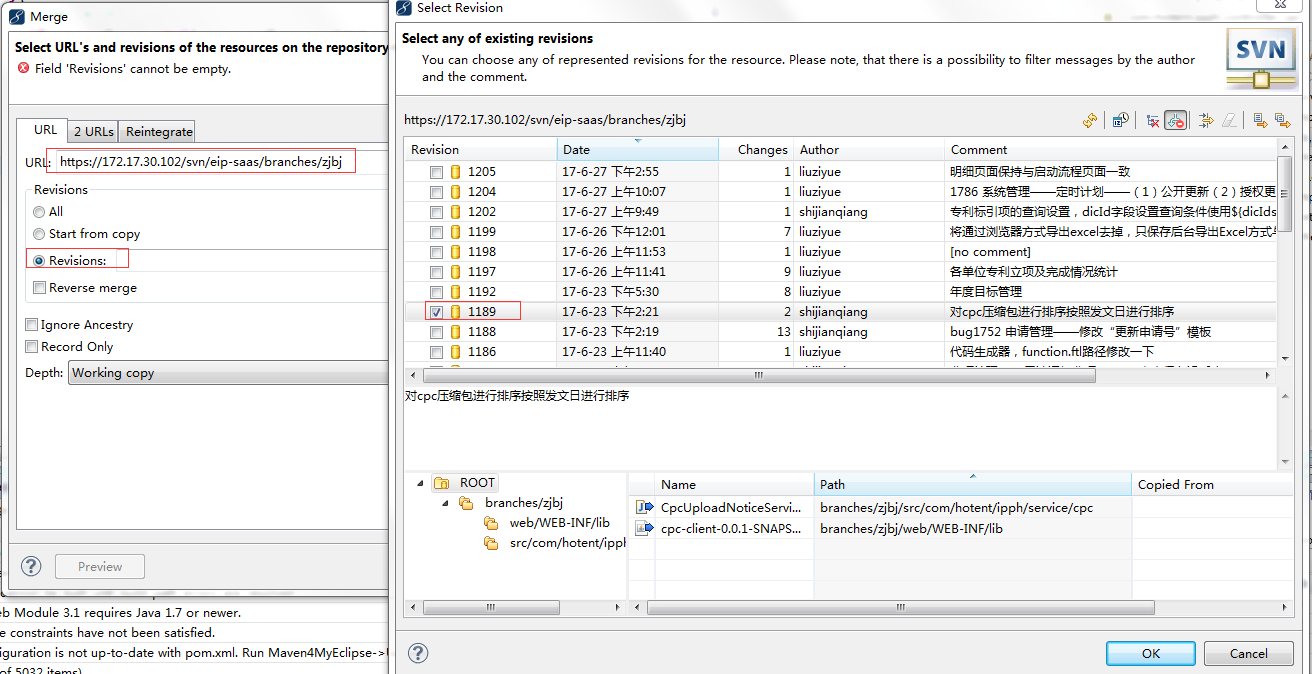 Merge
Select URL's and revisions of the resources on the repository
Field 'Revisions' cannot be empty.
URL
2 URLs
Reintegrate
URL:
https://172.17.30.102/svn/eip-saas/branches/zjbj
Revisions
All
Start from copy
Revisions:
Reverse merge
Ignore Ancestry
Record Only
Depth:
Working copy
Preview
eb Module 3.1 requires Java 1.7 or newer.
e constraints have not been satisfied.
iguration is not up-to-date with pom.xml. Run Maven4MyEclipse->
of 5032 items)
Select Revision
Select any of existing revisions
You can choose any of represented revisions for the resource. Please note, that there is a possibility to filter messages by the author
and the comment.
SVN
https://172.17.30.102/svn/eip-saas/branches/zjbj
Revision Date Changes Author Comment
1205 17-6-27 下午2:55 1 liuziyue 明细页面保持与启动流程页面一致
1204 17-6-27 上午10:07 1 liuziyue 1786 系统管理——定时计划——（1）公开更新（2）授权更
1202 17-6-27 上午9:49 1 shijianqiang 专利标引项的查询设置，dicId字段设置查询条件使用${dicIds
1199 17-6-26 下午12:01 7 liuziyue 将通过浏览器方式导出excel去掉，只保存后台导出Excel方式
1198 17-6-26 上午11:53 1 liuziyue [no comment]
1197 17-6-26 上午11:41 9 liuziyue 各单位专利立项及完成情况统计
1192 17-6-23 下午5:30 8 liuziyue 年度目标管理
1189 17-6-23 下午2:21 2 shijianqiang 对cpc压缩包进行排序按照发文日进行排序
1188 17-6-23 下午2:19 13 shijianqiang bug1752 申请管理——修改“更新申请号”模板
1186 17-6-23 上午11:40 1 liuziyue 代码生成器，function.ftl路径修改一下
对cpc压缩包进行排序按照发文日进行排序
ROOT
branches/zjbj
web/WEB-INF/lib
src/com/hotent/ipph
Name Path Copied From
CpcUploadNoticeServi... branches/zjbj/src/com/hotent/ipph/service/cpc
cpc-client-0.0.1-SNAPS... branches/zjbj/web/WEB-INF/lib
OK
Cancel